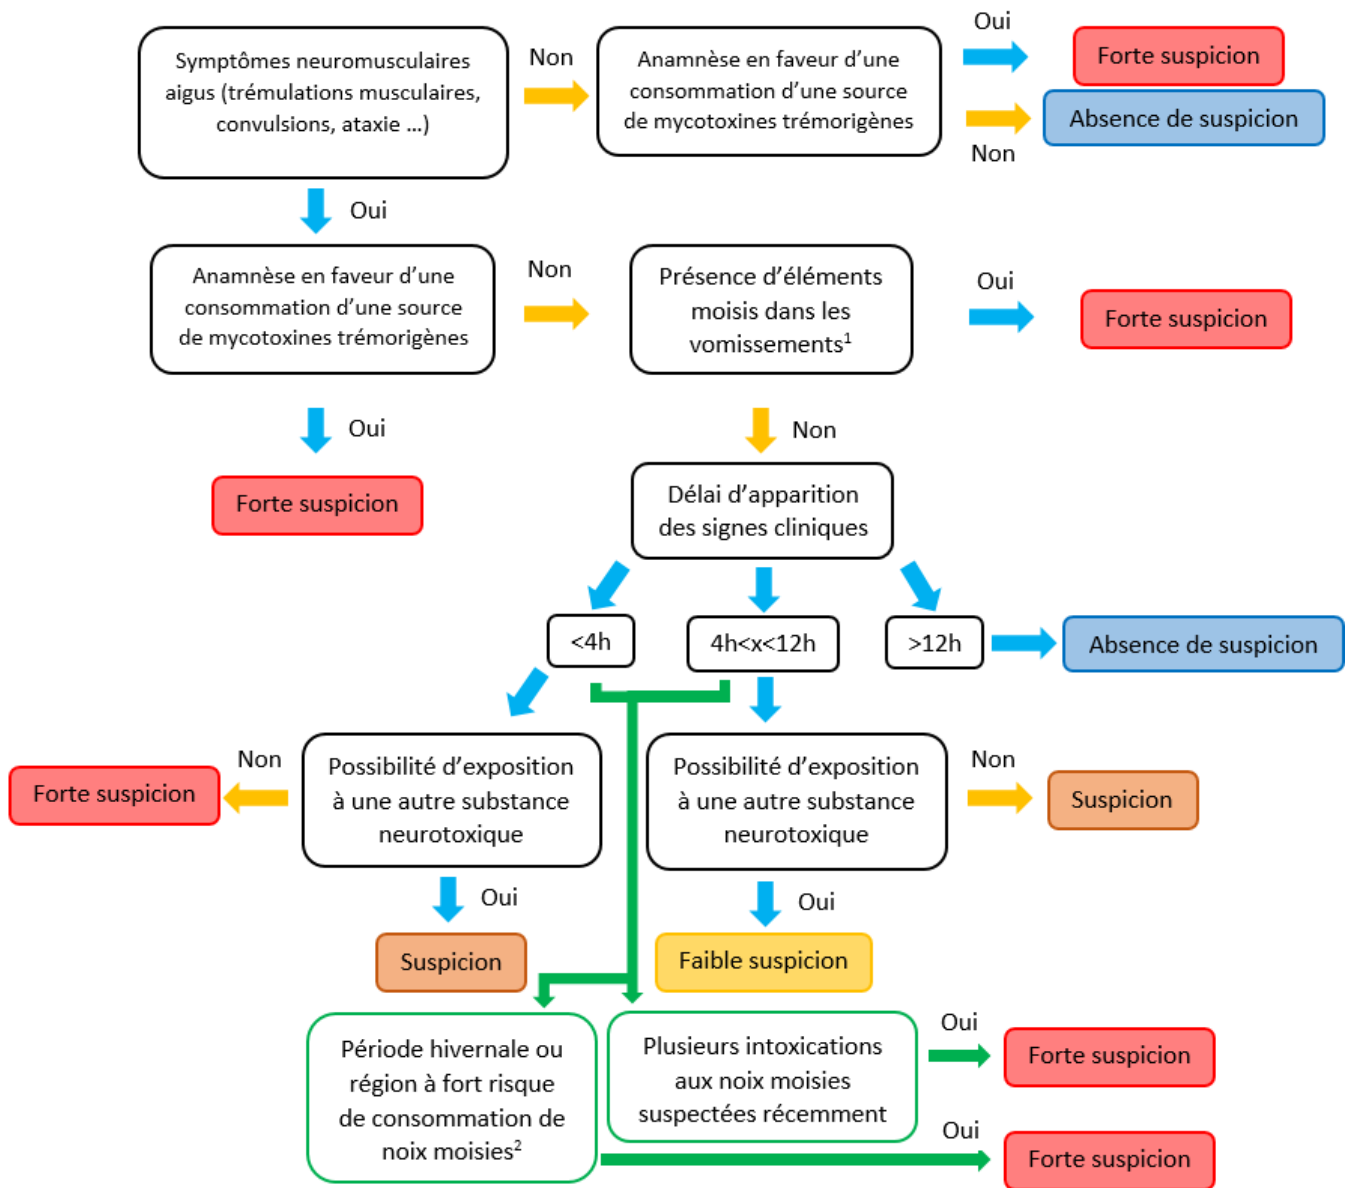 Symptômes neuromusculaires
aigus (trémulations musculaires,
convulsions, ataxie …)
Non
Anamnèse en faveur d’une
consommation d’une source
de mycotoxines trémorigènes
Oui
Forte suspicion
Absence de suspicion
Non
Oui
Anamnèse en faveur d’une
consommation d’une source
de mycotoxines trémorigènes
Non
Présence d’éléments
moisis dans les
vomissements¹
Oui
Forte suspicion
Oui
Forte suspicion
Non
Délai d’apparition
des signes cliniques
<4h
4h<x<12h
>12h
Absence de suspicion
Possibilité d’exposition
à une autre substance
neurotoxique
Non
Forte suspicion
Oui
Suspicion
Possibilité d’exposition
à une autre substance
neurotoxique
Non
Suspicion
Oui
Faible suspicion
Période hivernale ou
région à fort risque
de consommation de
noix moisies²
Plusieurs intoxications
aux noix moisies
suspectées récemment
Oui
Forte suspicion
Oui
Forte suspicion